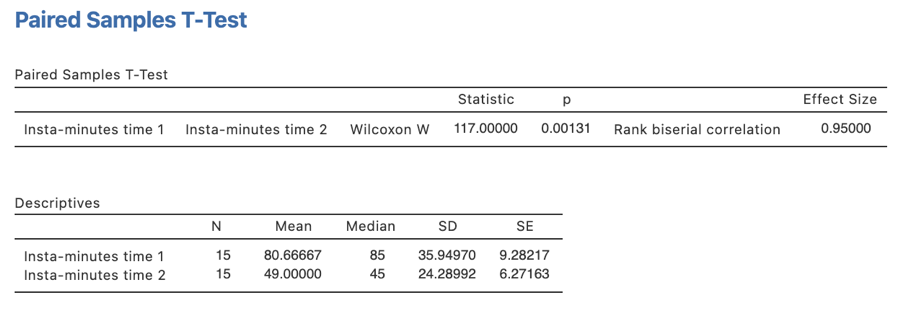 Paired Samples T-Test
Paired Samples T-Test
Statistic p Effect Size
Insta-minutes time 1 Insta-minutes time 2 Wilcoxon W 117.00000 0.00131 Rank biserial correlation 0.95000
Descriptives
N Mean Median SD SE
Insta-minutes time 1 15 80.66667 85 35.94970 9.28217
Insta-minutes time 2 15 49.00000 45 24.28992 6.27163